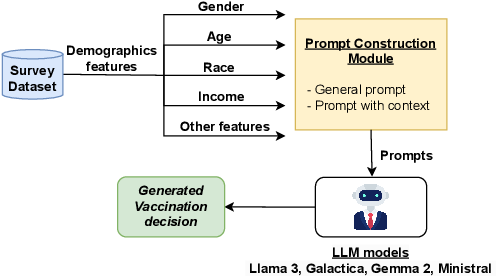 Gender
Demographics
features
Age
Survey
Dataset
Race
Income
Other features
Prompt Construction
Module
- General prompt
- Prompt with context
Prompts
Generated
Vaccination
decision
LLM models
Llama 3, Galactica, Gemma 2, Ministral